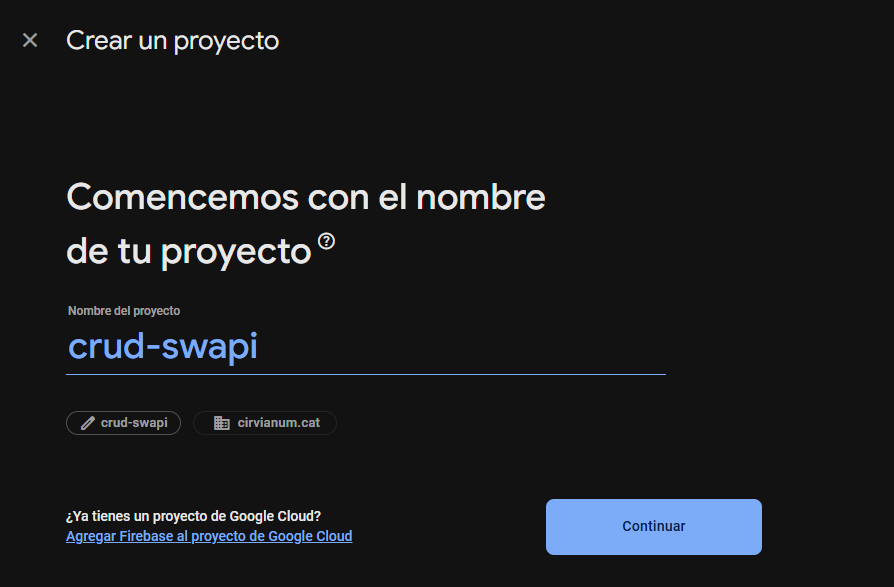 Crear un proyecto
Comencemos con el nombre
de tu proyecto
Nombre del proyecto
crud-swapi
crud-swapi cirvianum.cat
¿Ya tienes un proyecto de Google Cloud?
Agregar Firebase al proyecto de Google Cloud
Continuar